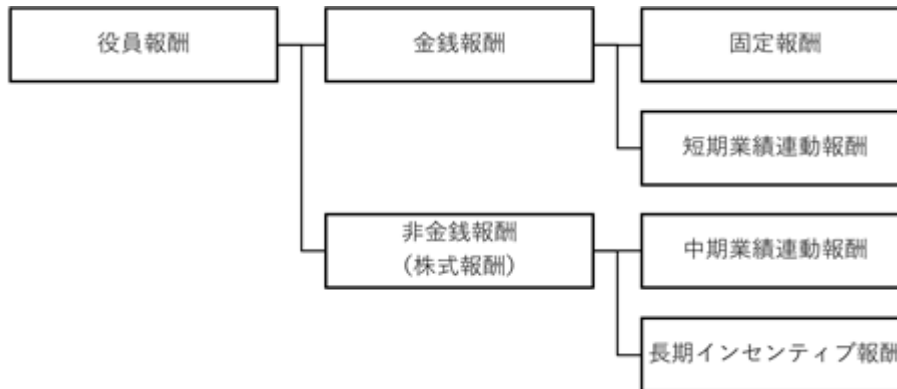 役員報酬
金銭報酬
固定報酬
短期業績連動報酬
非金銭報酬
(株式報酬)
中期業績連動報酬
長期インセンティブ報酬